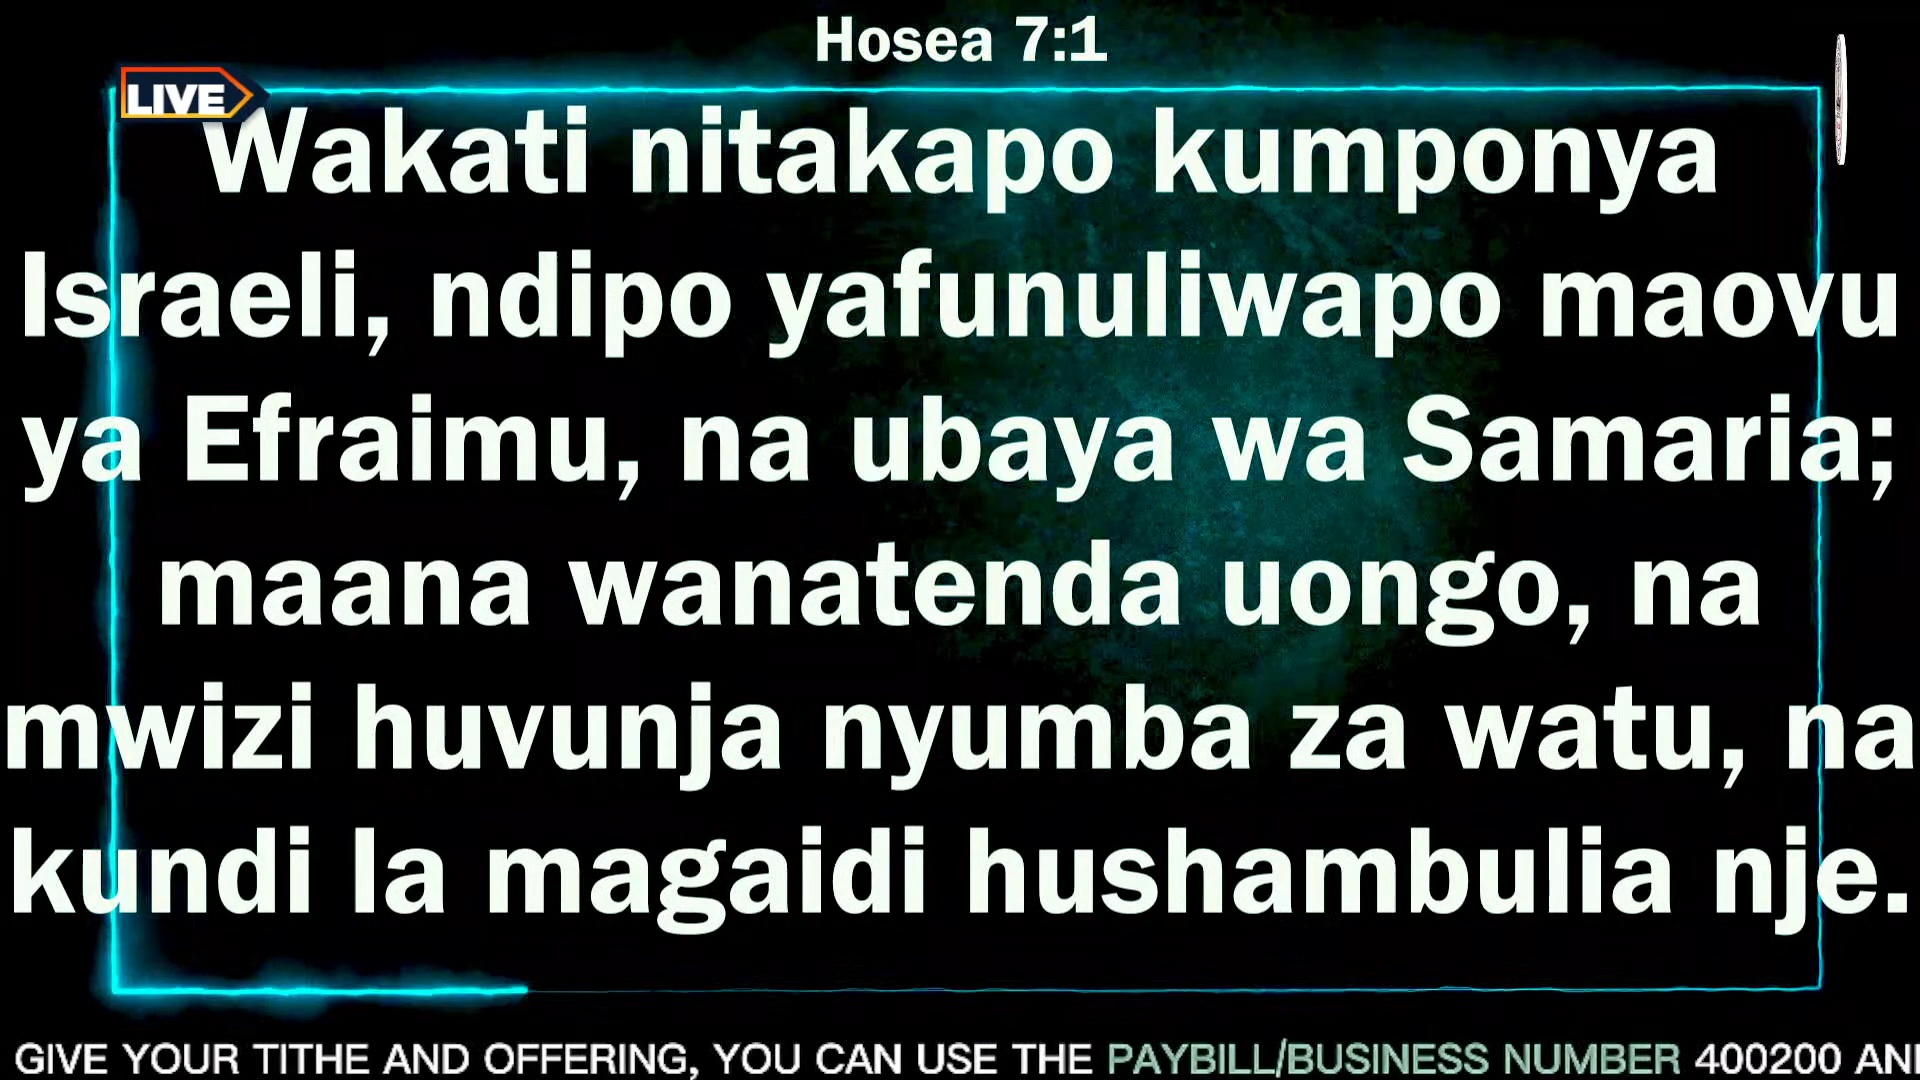 Hosea 7:1
LIVE
Wakati nitakapo kumponya
Israeli, ndipo yafunuliwapo maovu
ya Efraimu, na ubaya wa Samaria;
maana wanatenda uongo, na
mwizi huvunja nyumba za watu, na
kundi la magaidi hushambulia nje.
GIVE YOUR TITHE AND OFFERING, YOU CAN USE THE PAYBILL/BUSINESS NUMBER 400200